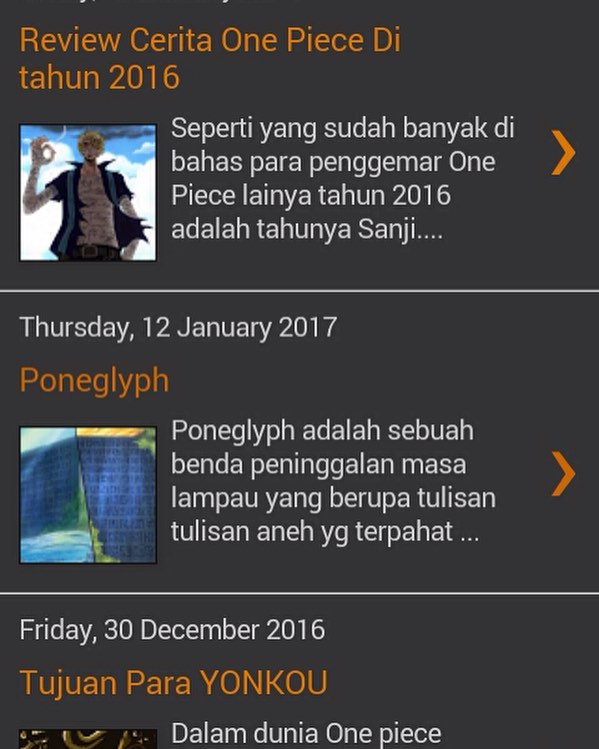 Review Cerita One Piece Di
tahun 2016
Seperti yang sudah banyak di
bahas para penggemar One
Piece lainya tahun 2016
adalah tahunya Sanji....
Thursday, 12 January 2017
Poneglyph
Poneglyph adalah sebuah
benda peninggalan masa
lampau yang berupa tulisan
tulisan aneh yg terpahat ...
Friday, 30 December 2016
Tujuan Para YONKOU
Dalam dunia One piece